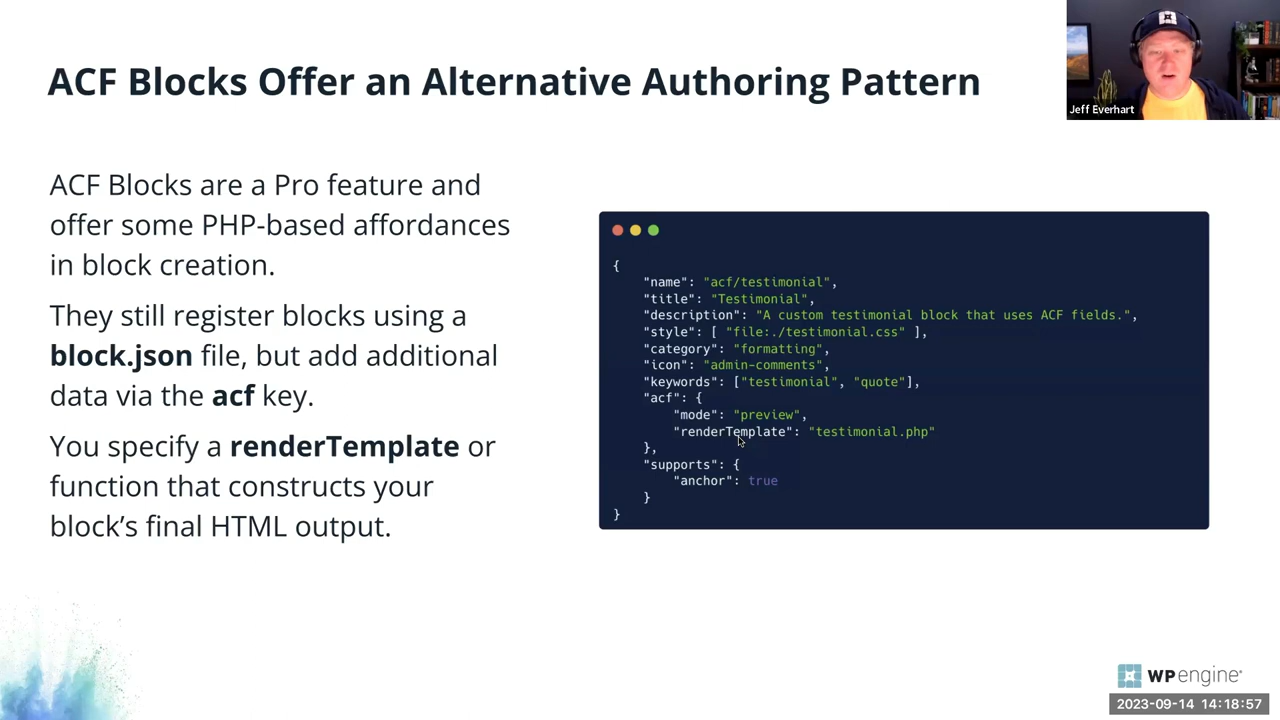 ACF Blocks Offer an Alternative Authoring Pattern
Jeff Everhart
ACF Blocks are a Pro feature and
offer some PHP-based affordances
in block creation.
They still register blocks using a
block.json file, but add additional
data via the acf key.
You specify a renderTemplate or
function that constructs your
block’s final HTML output.
{
    "name": "acf/testimonial",
    "title": "Testimonial",
    "description": "A custom testimonial block that uses ACF fields.",
    "style": [ "file:./testimonial.css" ],
    "category": "formatting",
    "icon": "admin-comments",
    "keywords": ["testimonial", "quote"],
    "acf": {
        "mode": "preview",
        "renderTemplate": "testimonial.php"
    },
    "supports": {
        "anchor": true
    }
}
WP engine®
2023-09-14 14:18:57